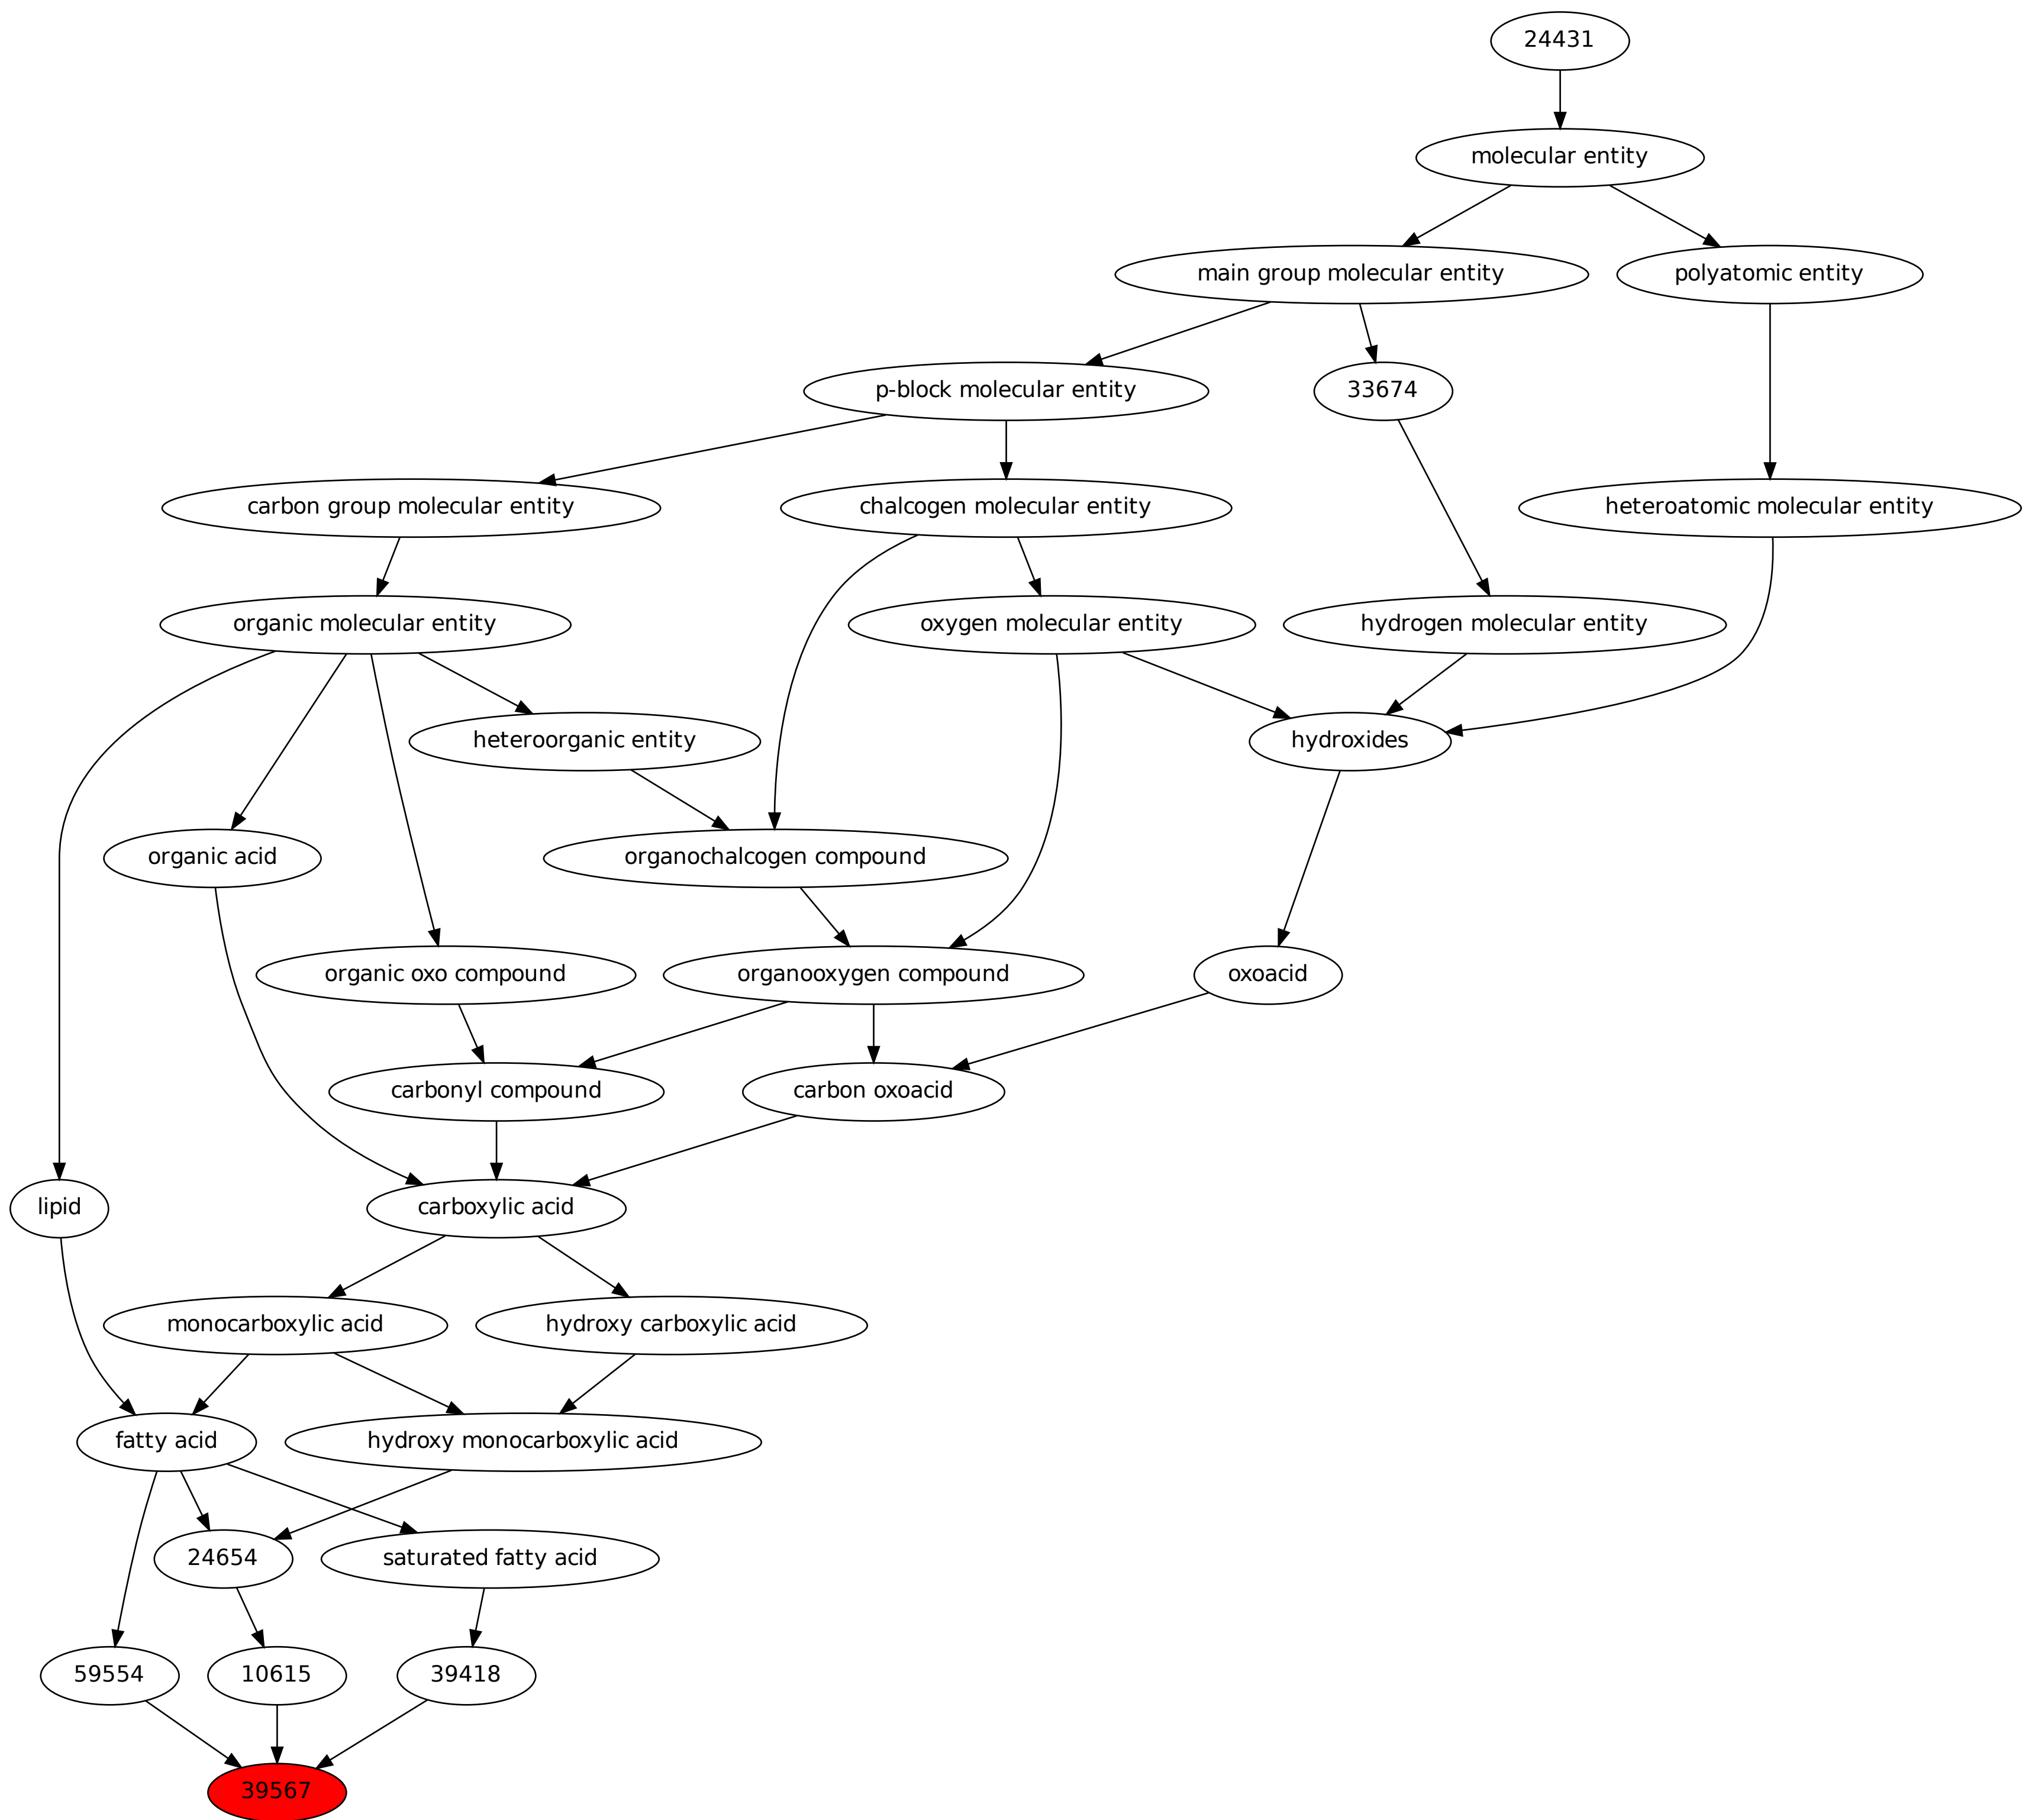 24431
molecular entity
main group molecular entity
polyatomic entity
p-block molecular entity
33674
carbon group molecular entity
chalcogen molecular entity
heteroatomic molecular entity
organic molecular entity
oxygen molecular entity
hydrogen molecular entity
heteroorganic entity
hydroxides
organic acid
organochalcogen compound
organic oxo compound
organooxygen compound
oxoacid
carbonyl compound
carbon oxoacid
lipid
carboxylic acid
monocarboxylic acid
hydroxy carboxylic acid
fatty acid
hydroxy monocarboxylic acid
24654
saturated fatty acid
59554
10615
39418
39567